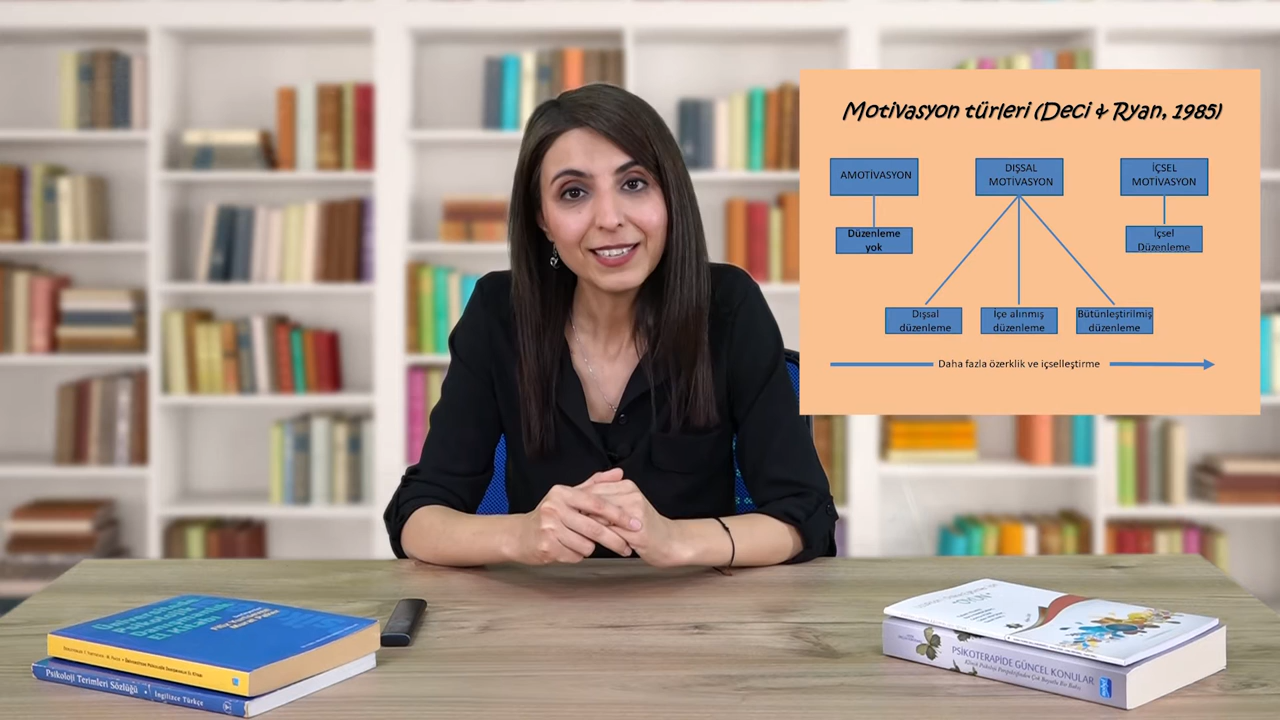 Motivasyon türleri (Deci & Ryan, 1985)
AMOTİVASYON
DIŞSAL
MOTİVASYON
İÇSEL
MOTİVASYON
Düzenleme
yok
İçsel
Düzenleme
Dışsal
düzenleme
İçe alınmış
düzenleme
Bütünleştirilmiş
düzenleme
Daha fazla özerklik ve içselleştirme
Psikoloji Terimleri Sözlüğü
İngilizce Türkçe
PSİKOTERAPİDE GÜNCEL KONULAR